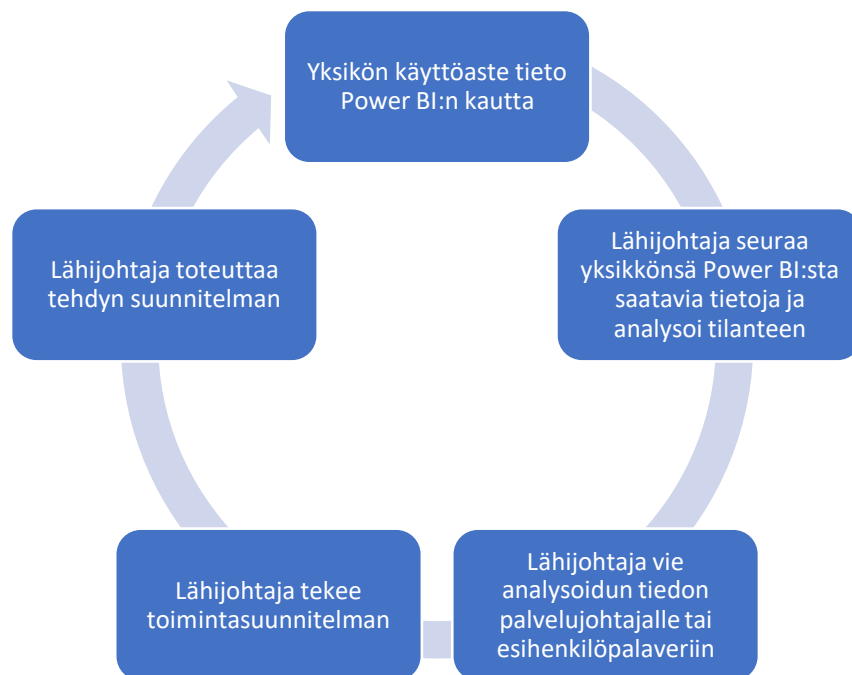 Yksikön käyttöaste tieto
Power BI:n kautta
Lähijohtaja seuraa
yksikkönsä Power BI:sta
saatavia tietoja ja
analysoi tilanteen
Lähijohtaja vie
analysoidun tiedon
palvelujohtajalle tai
esihenkilöpalaveriin
Lähijohtaja tekee
toimintasuunnitelman
Lähijohtaja toteuttaa
tehdyn suunnitelman